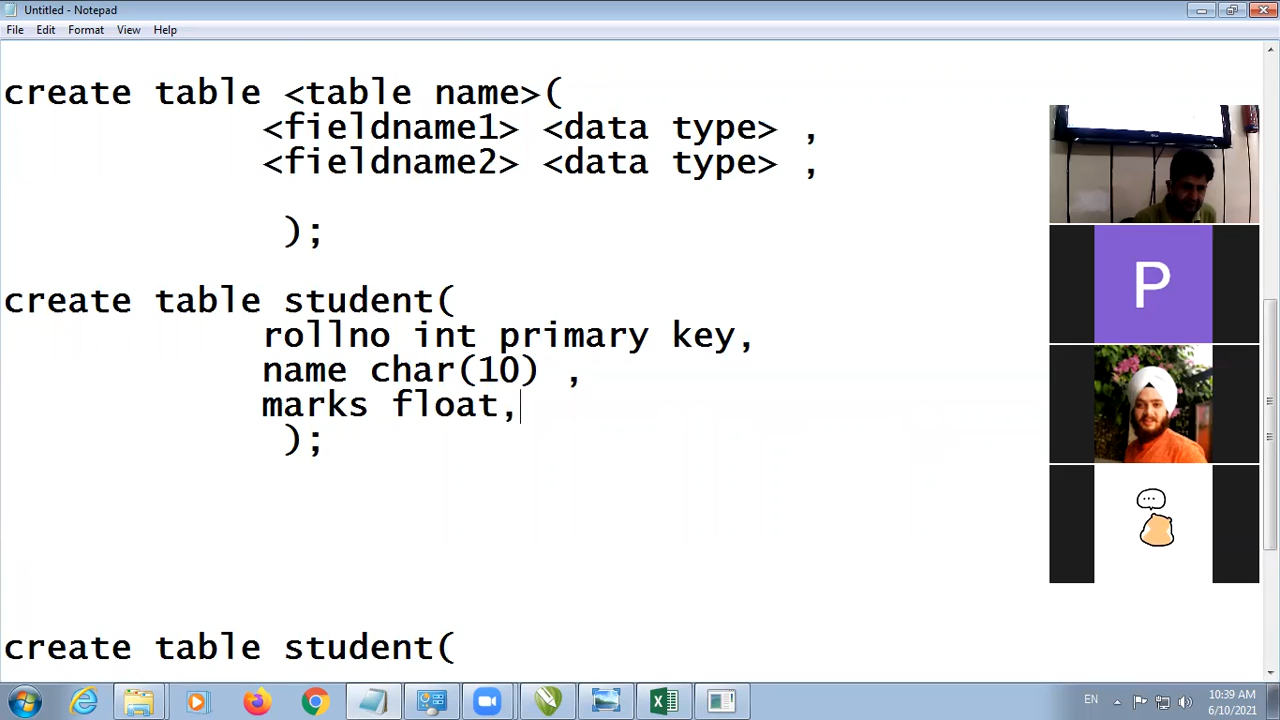 Untitled - Notepad
File Edit Format View Help
create table <table name>(
<fieldname1> <data type> ,
<fieldname2> <data type> ,
);
create table student(
rollno int primary key,
name char(10) ,
marks float,
);
create table student(
P
...
EN
10:39 AM
6/10/2021